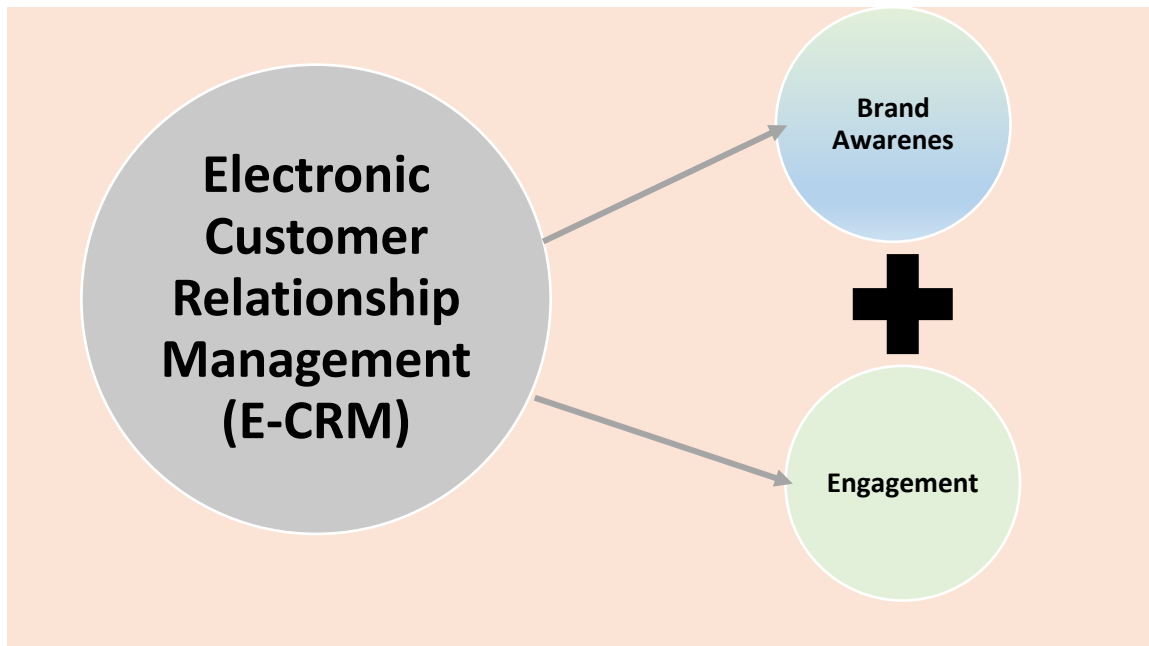 Electronic
Customer
Relationship
Management
(E-CRM)
Brand
Awarenes
Engagement